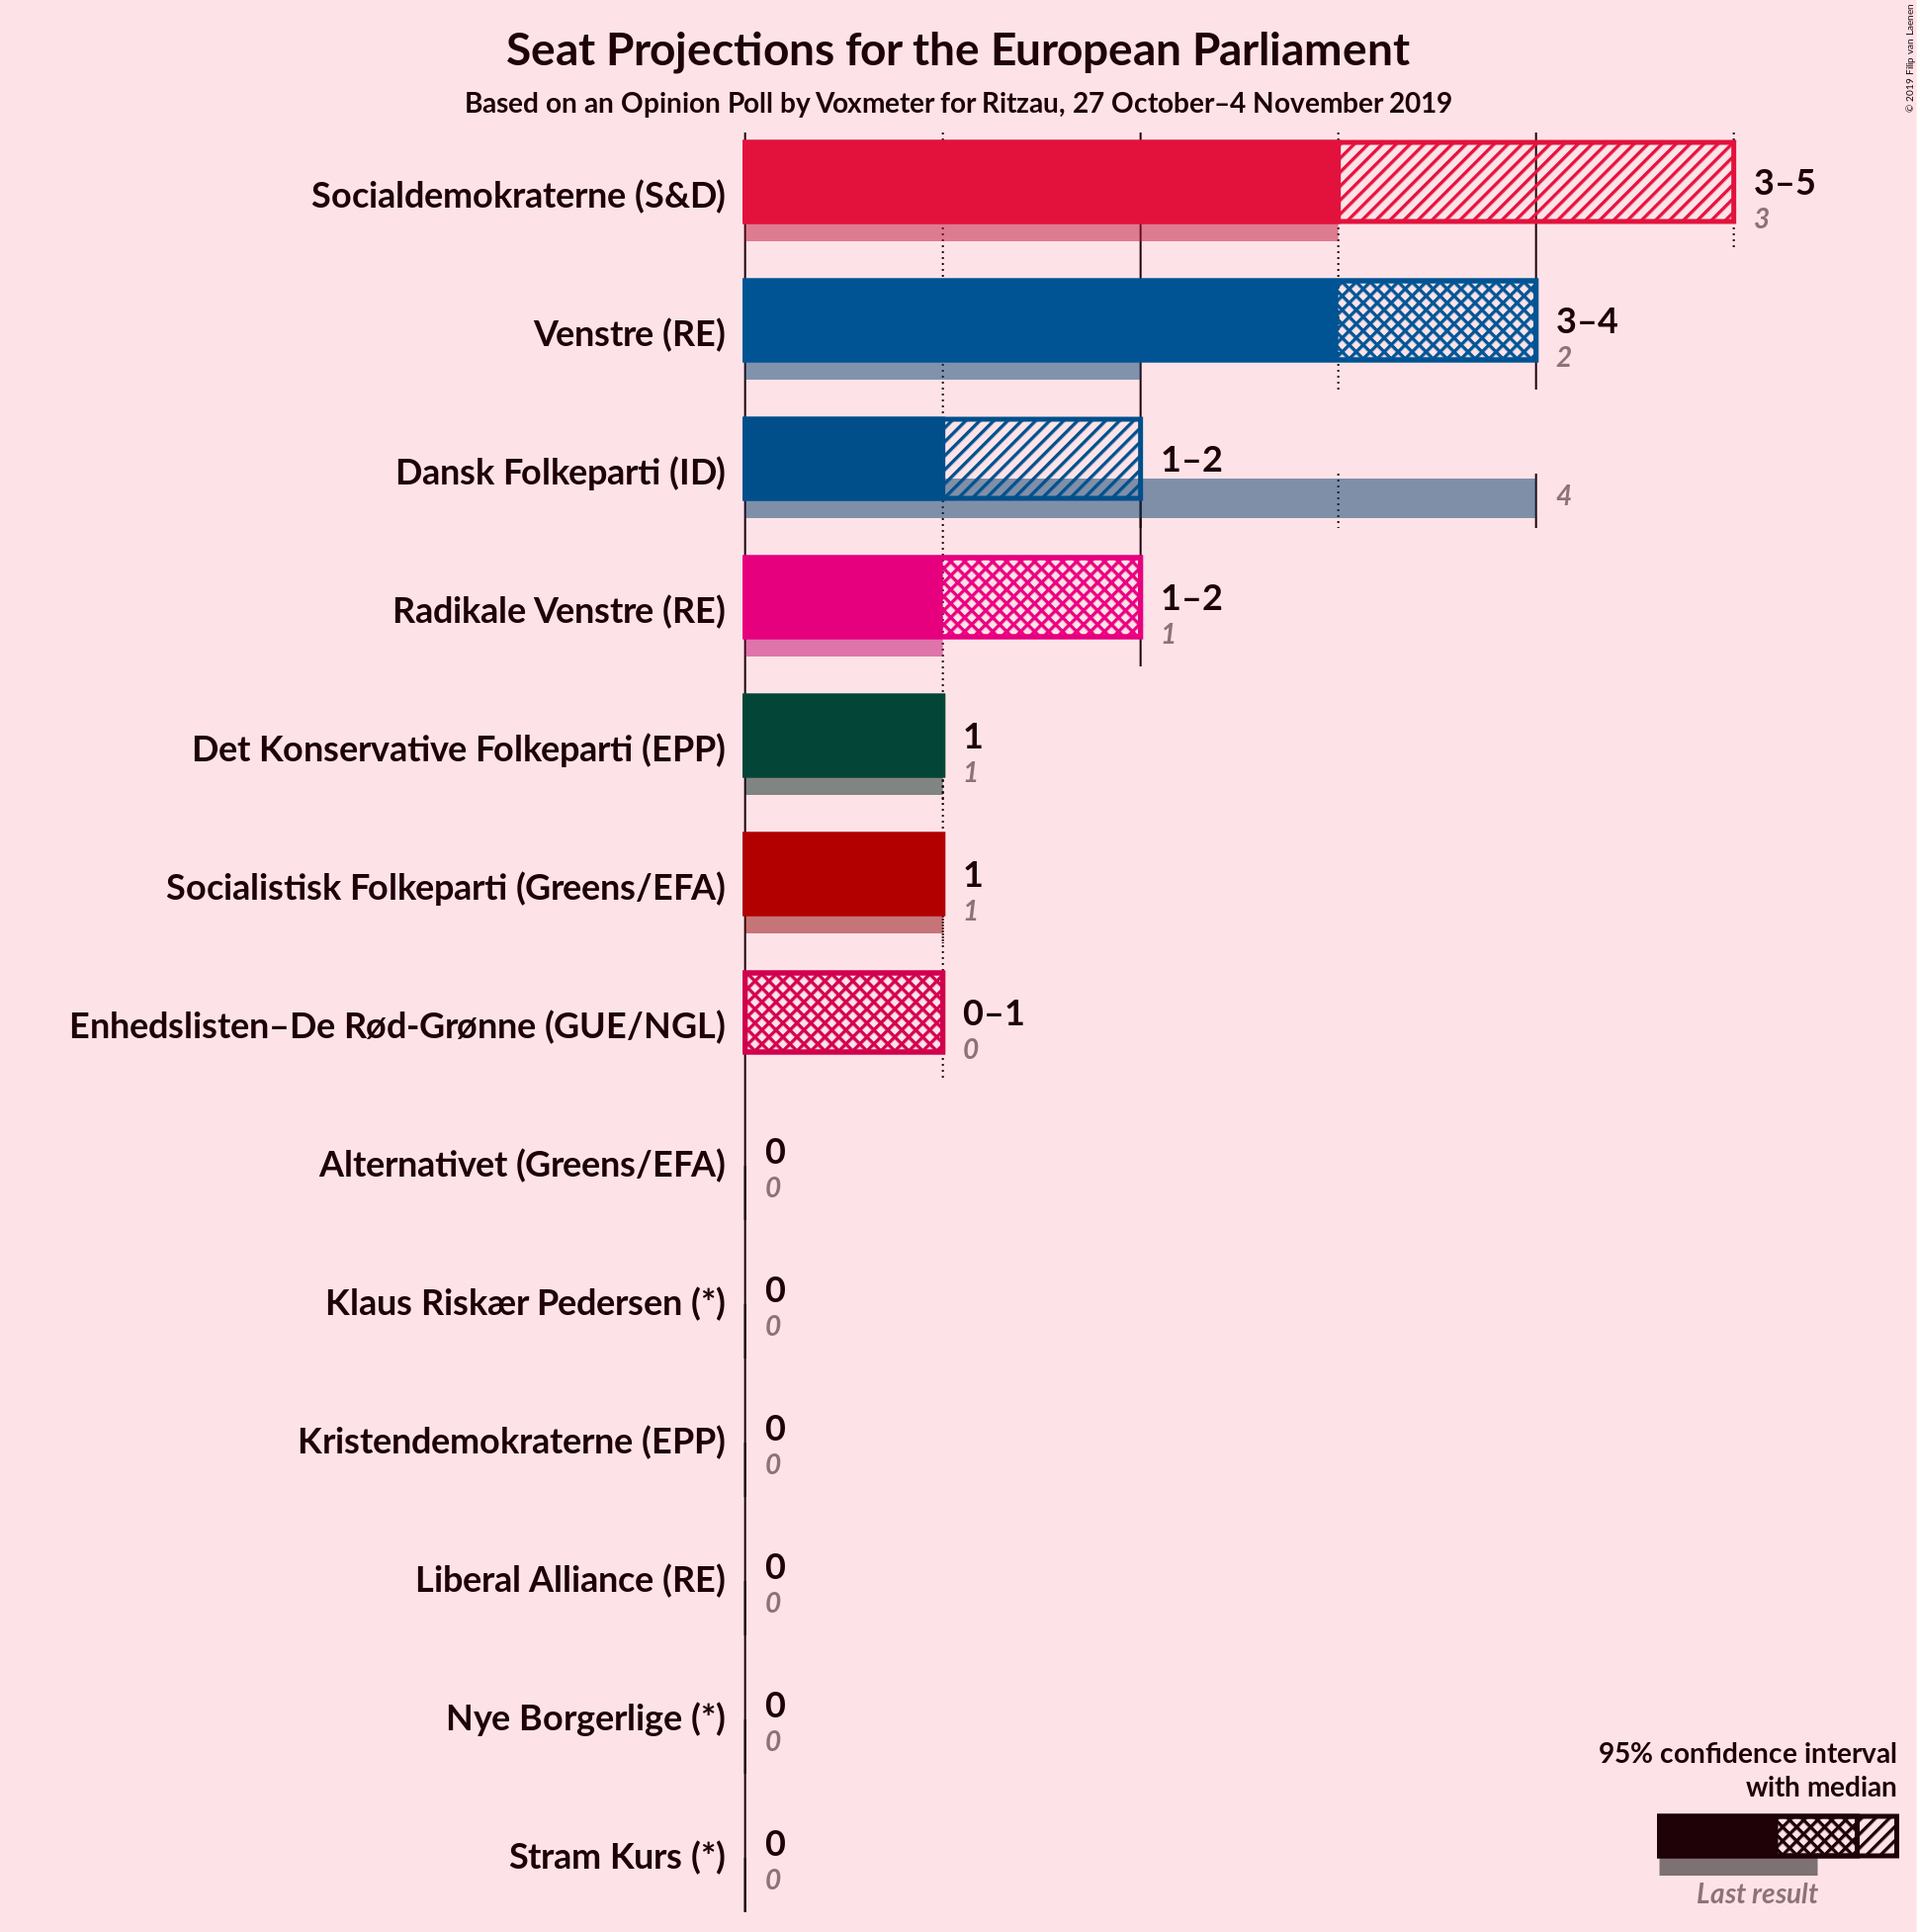 Seat Projections for the European Parliament
Based on an Opinion Poll by Voxmeter for Ritzau, 27 October–4 November 2019
© 2019 Filip van Laenen
Socialdemokraterne (S&D)
3–5
3
Venstre (RE)
3–4
2
Dansk Folkeparti (ID)
1–2
4
Radikale Venstre (RE)
1–2
1
Det Konservative Folkeparti (EPP)
1
1
Socialistisk Folkeparti (Greens/EFA)
1
1
Enhedslisten–De Rød-Grønne (GUE/NGL)
0–1
0
Alternativet (Greens/EFA)
0
0
Klaus Riskær Pedersen (*)
0
0
Kristendemokraterne (EPP)
0
0
Liberal Alliance (RE)
0
0
Nye Borgerlige (*)
0
0
Stram Kurs (*)
0
0
95% confidence interval
with median
Last result